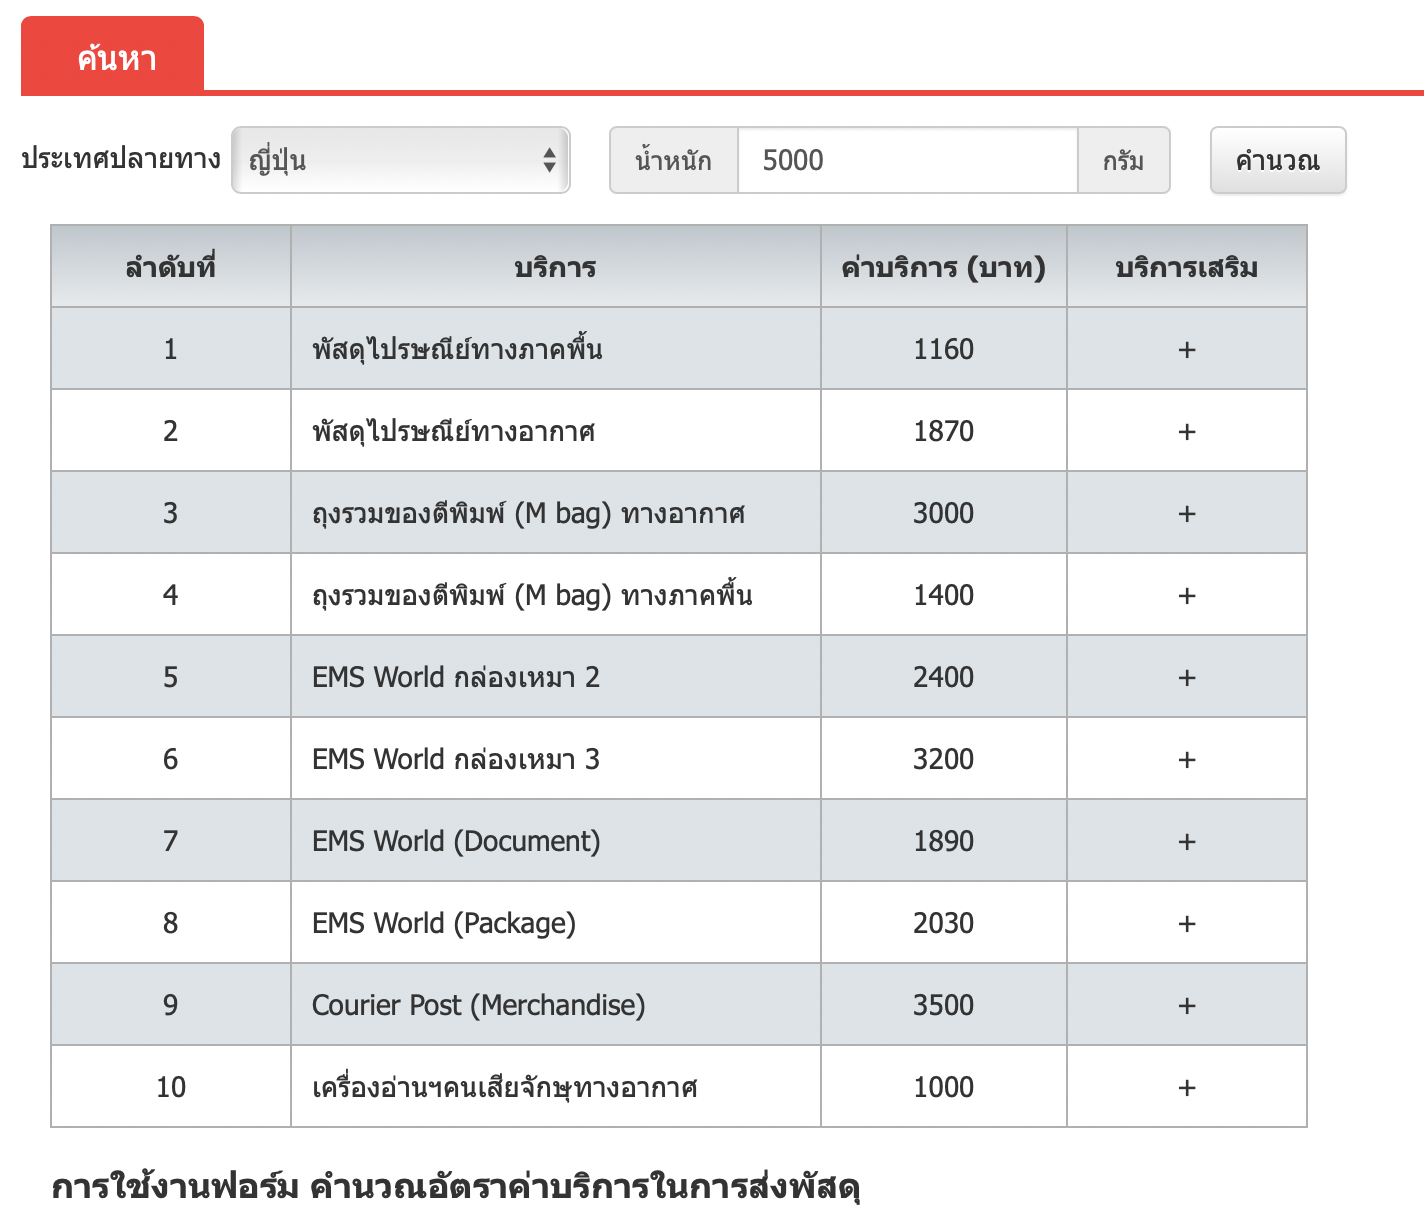 ค้นหา
ประเทศปลายทาง ญี่ปุ่น น้ำหนัก 5000 กรัม คำนวณ
ลำดับที่ บริการ ค่าบริการ (บาท) บริการเสริม
1 พัสดุไปรษณีย์ทางภาคพื้น 1160 +
2 พัสดุไปรษณีย์ทางอากาศ 1870 +
3 ถุงรวมของตีพิมพ์ (M bag) ทางอากาศ 3000 +
4 ถุงรวมของตีพิมพ์ (M bag) ทางภาคพื้น 1400 +
5 EMS World กล่องเหมา 2 2400 +
6 EMS World กล่องเหมา 3 3200 +
7 EMS World (Document) 1890 +
8 EMS World (Package) 2030 +
9 Courier Post (Merchandise) 3500 +
10 เครื่องอ่านฯคนเสียจักษุทางอากาศ 1000 +
การใช้งานฟอร์ม คำนวณอัตราค่าบริการในการส่งพัสดุ